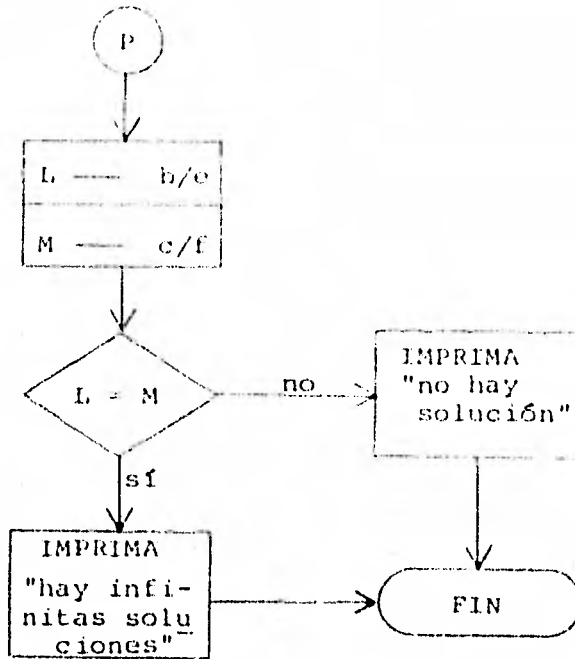 P
L — b/e
M — c/f
L = M
no
IMPRIMA
"no hay
solución"
sí
IMPRIMA
"hay infi-
nitas solu
ciones"
FIN